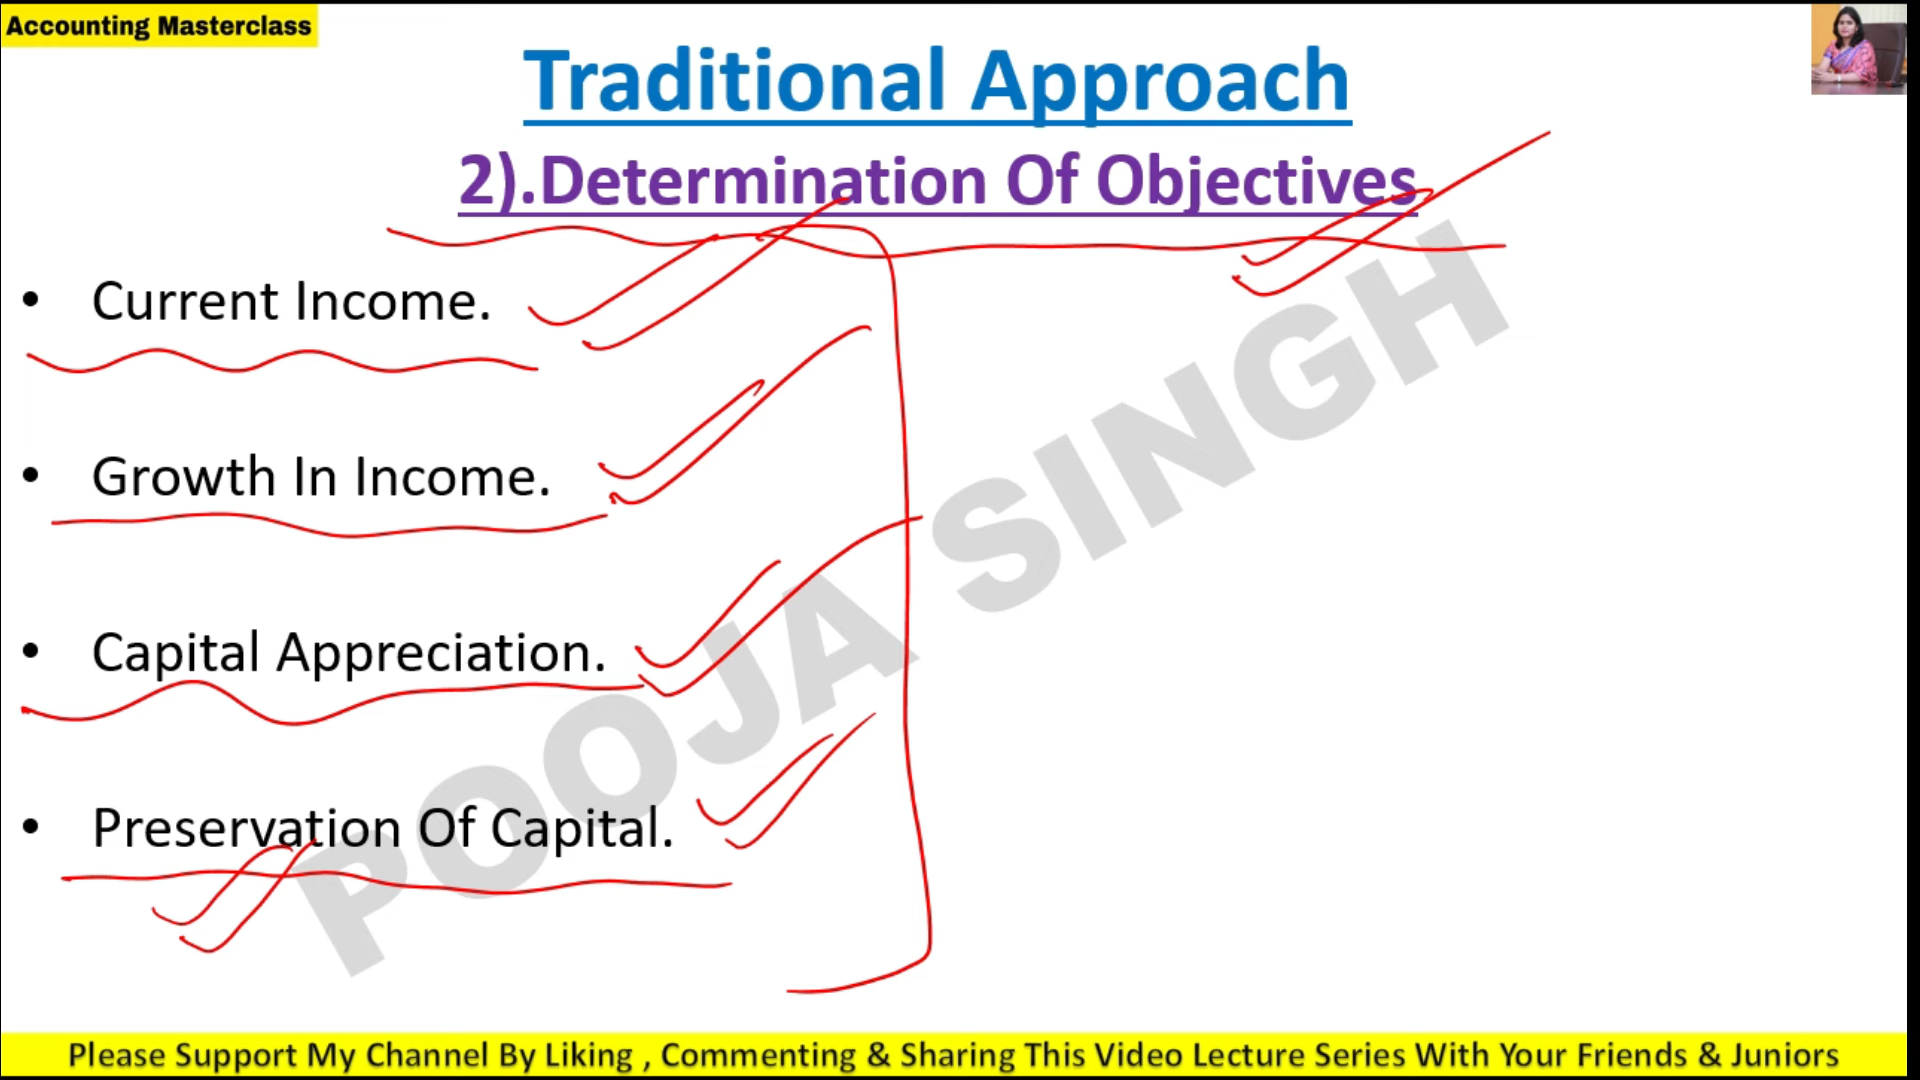 Accounting Masterclass
Traditional Approach
2).Determination Of Objectives
• Current Income.
• Growth In Income.
• Capital Appreciation.
• Preservation Of Capital.
POOJA SINGH
Please Support My Channel By Liking , Commenting & Sharing This Video Lecture Series With Your Friends & Juniors